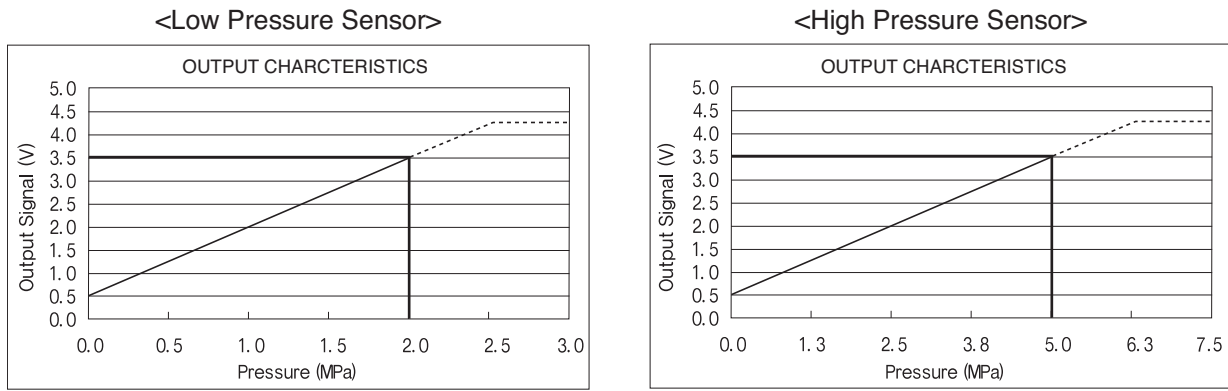 <Low Pressure Sensor>
OUTPUT CHARCTERISTICS
Output Signal (V)
5.0
4.5
4.0
3.5
3.0
2.5
2.0
1.5
1.0
0.5
0.0
0.0 0.5 1.0 1.5 2.0 2.5 3.0
Pressure (MPa)
<High Pressure Sensor>
OUTPUT CHARCTERISTICS
Output Signal (V)
5.0
4.5
4.0
3.5
3.0
2.5
2.0
1.5
1.0
0.5
0.0
0.0 1.3 2.5 3.8 5.0 6.3 7.5
Pressure (MPa)